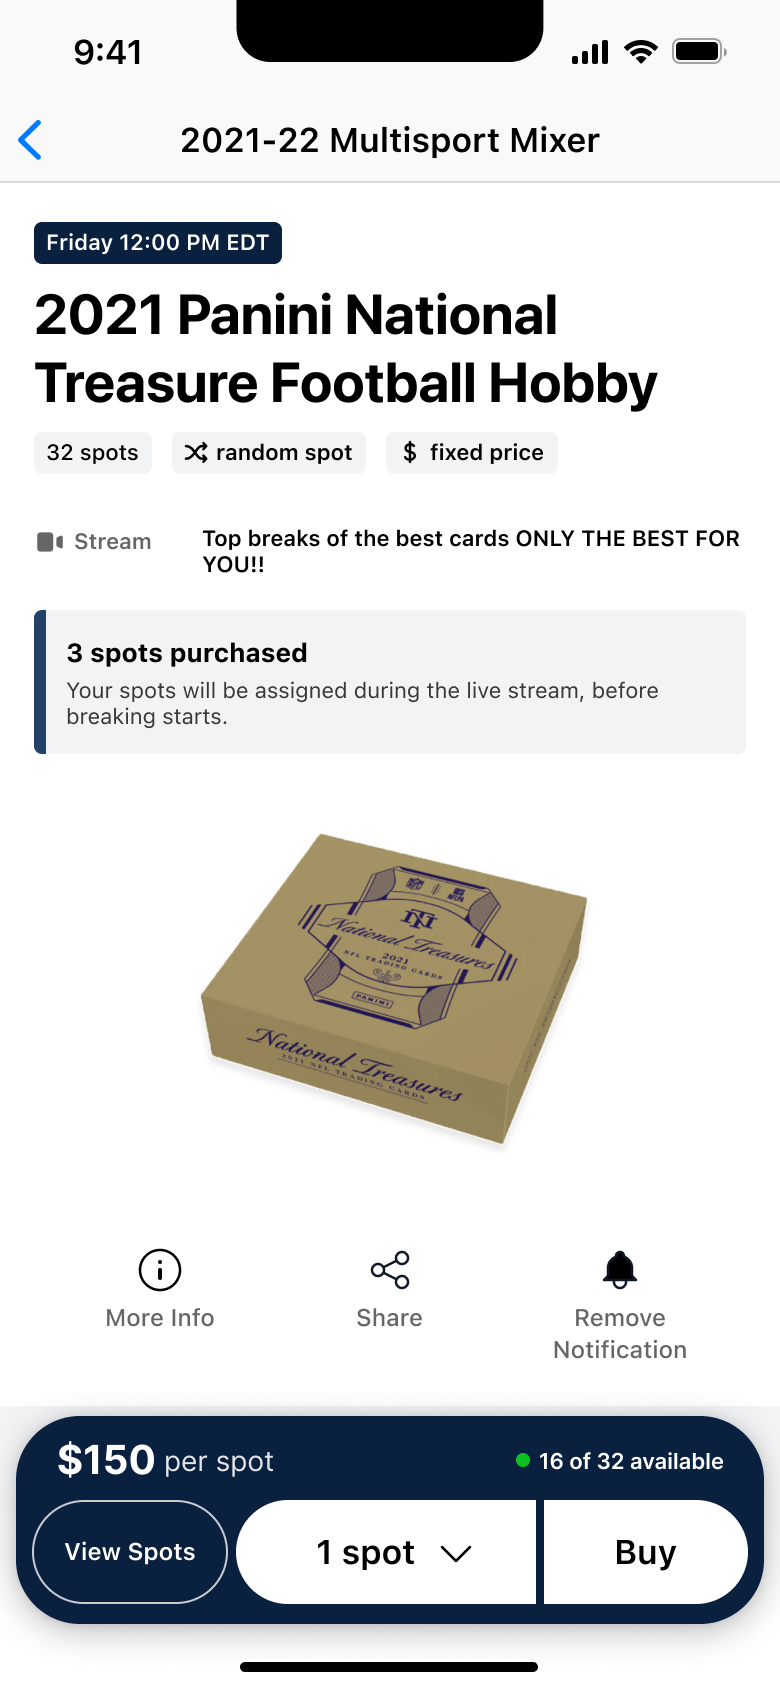 9:41
2021-22 Multisport Mixer
Friday 12:00 PM EDT
2021 Panini National
Treasure Football Hobby
32 spots
random spot
$ fixed price
Stream
Top breaks of the best cards ONLY THE BEST FOR
YOU!!
3 spots purchased
Your spots will be assigned during the live stream, before
breaking starts.
NFL
NFLPA
NT
National Treasures
2021
NFL TRADING CARDS
PANINI
National Treasures
2021 NFL TRADING CARDS
More Info
Share
Remove
Notification
$150 per spot
16 of 32 available
View Spots
1 spot
Buy